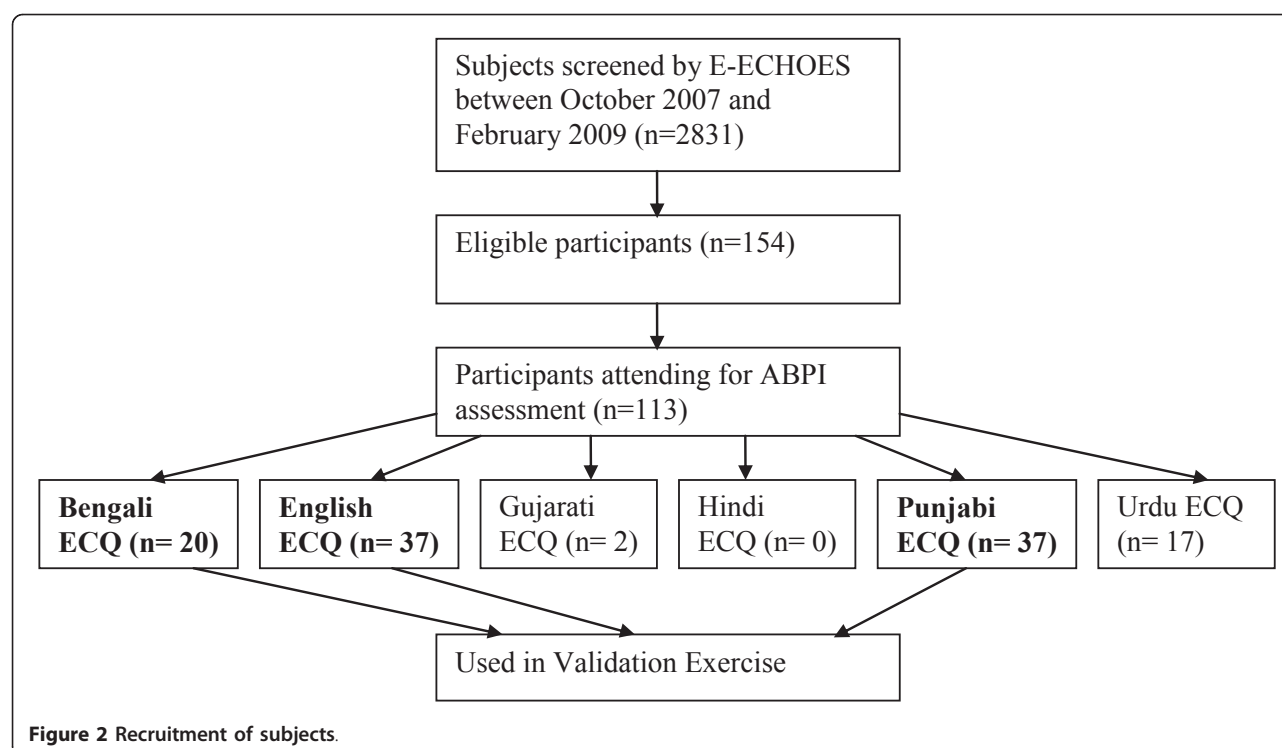 Subjects screened by E-ECHOES
between October 2007 and
February 2009 (n=2831)
Eligible participants (n=154)
Participants attending for ABPI
assessment (n=113)
Bengali
ECQ (n= 20)
English
ECQ (n= 37)
Gujarati
ECQ (n= 2)
Hindi
ECQ (n= 0)
Punjabi
ECQ (n= 37)
Urdu ECQ
(n= 17)
Used in Validation Exercise
Figure 2 Recruitment of subjects.